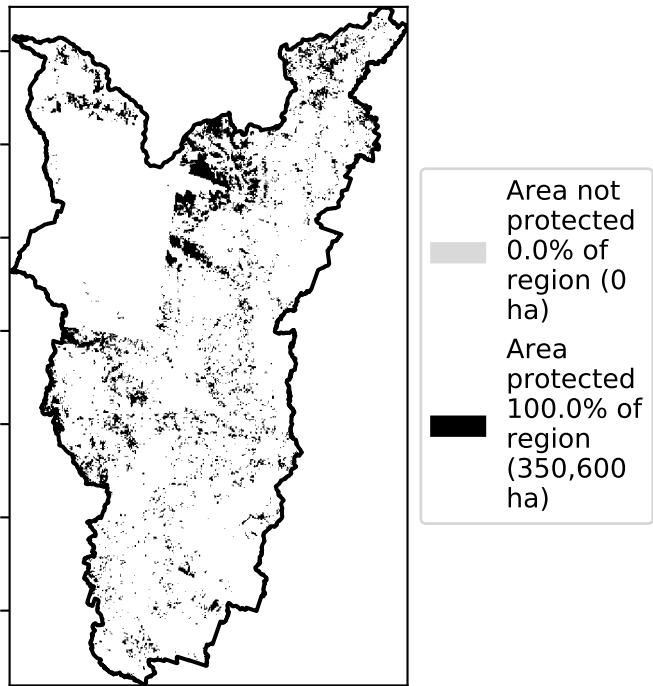 Area not
protected
0.0% of
region (0
ha)
Area
protected
100.0% of
region
(350,600
ha)